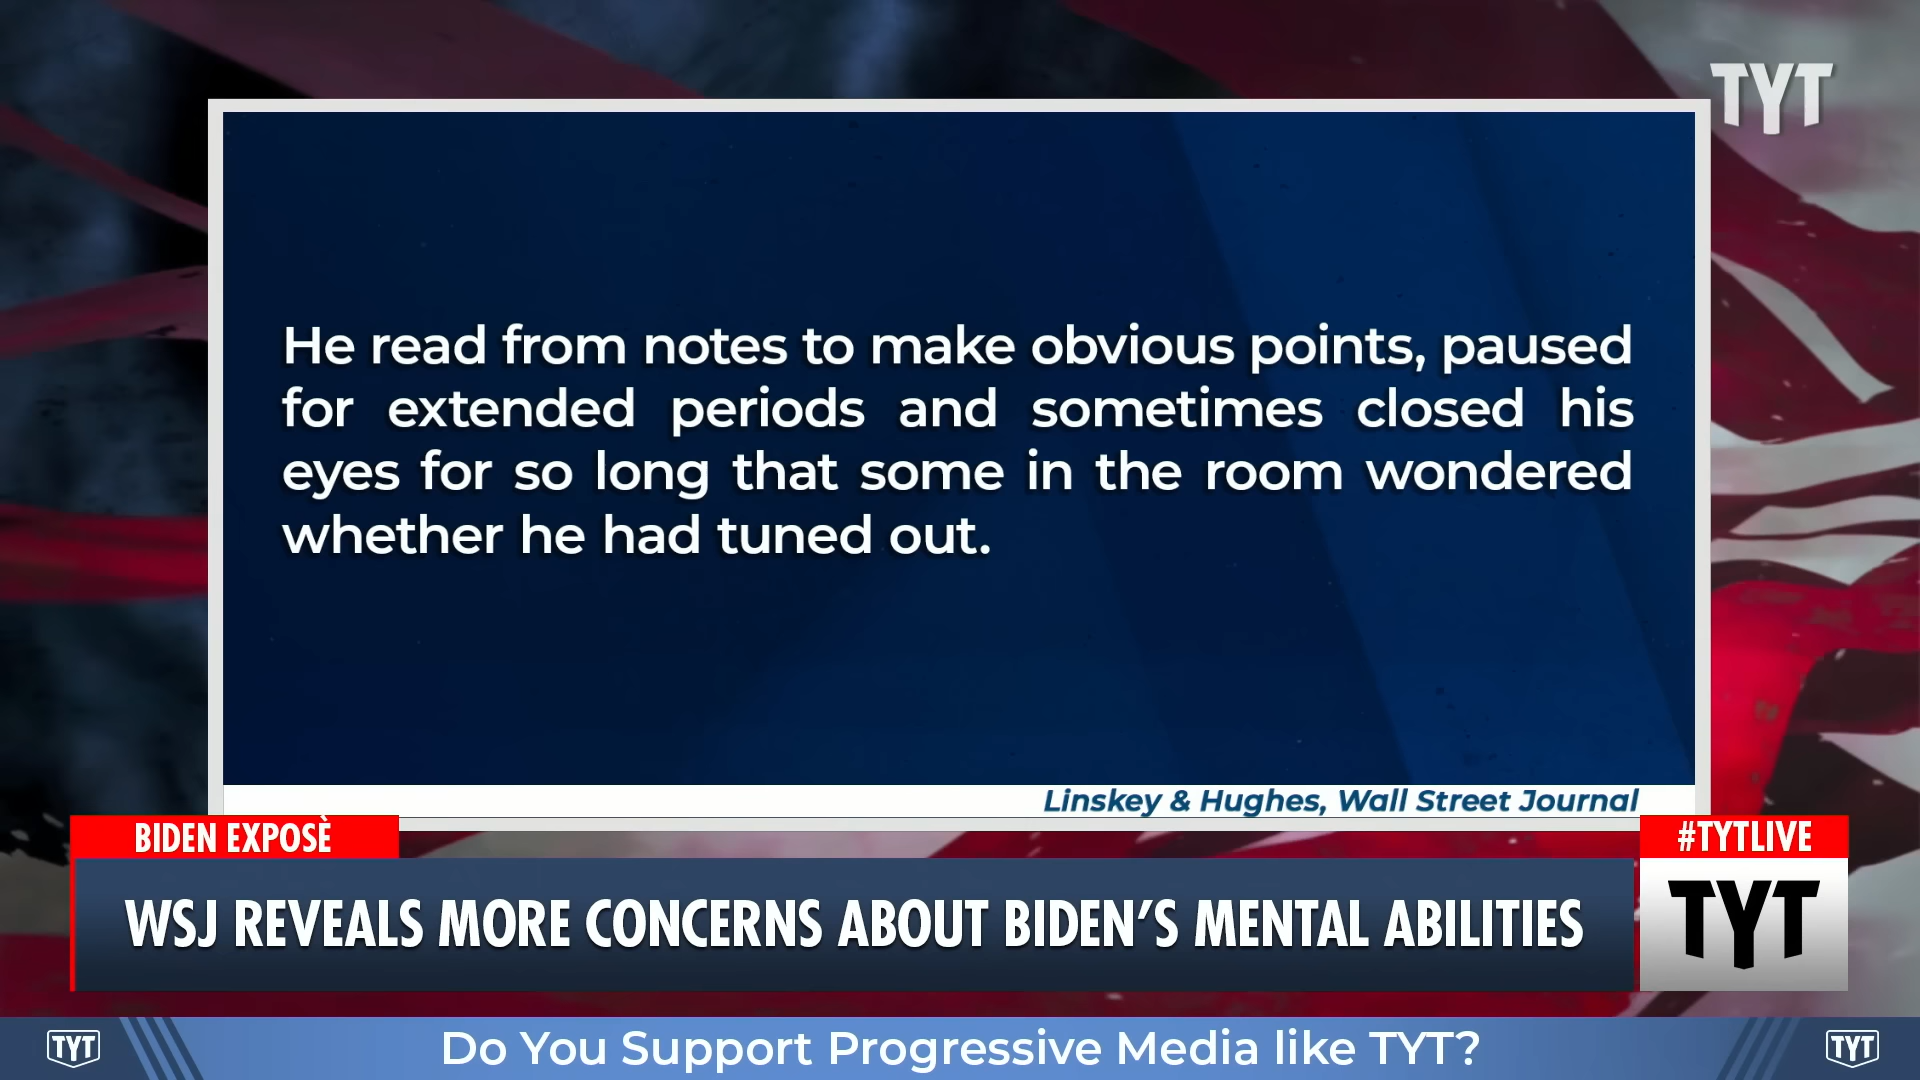 TYT
He read from notes to make obvious points, paused
for extended periods and sometimes closed his
eyes for so long that some in the room wondered
whether he had tuned out.
Linskey & Hughes, Wall Street Journal
BIDEN EXPOSÈ
#TYTLIVE
WSJ REVEALS MORE CONCERNS ABOUT BIDEN’S MENTAL ABILITIES
TYT
TYT
Do You Support Progressive Media like TYT?
TYT